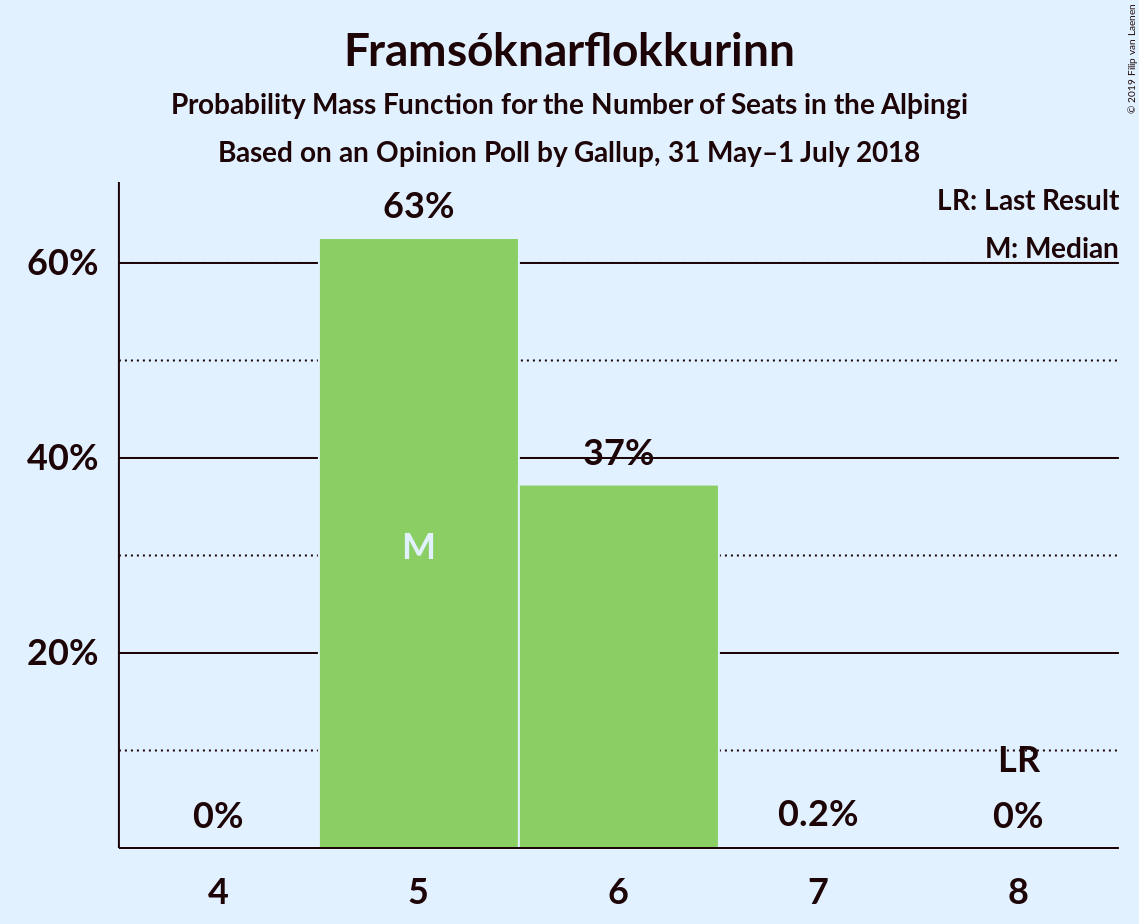 Framsóknarflokkurinn
Probability Mass Function for the Number of Seats in the Alþingi
Based on an Opinion Poll by Gallup, 31 May–1 July 2018
© 2019 Filip van Laenen
LR: Last Result
M: Median
63%
60%
37%
40%
M
20%
LR
0%
0.2%
0%
4 5 6 7 8